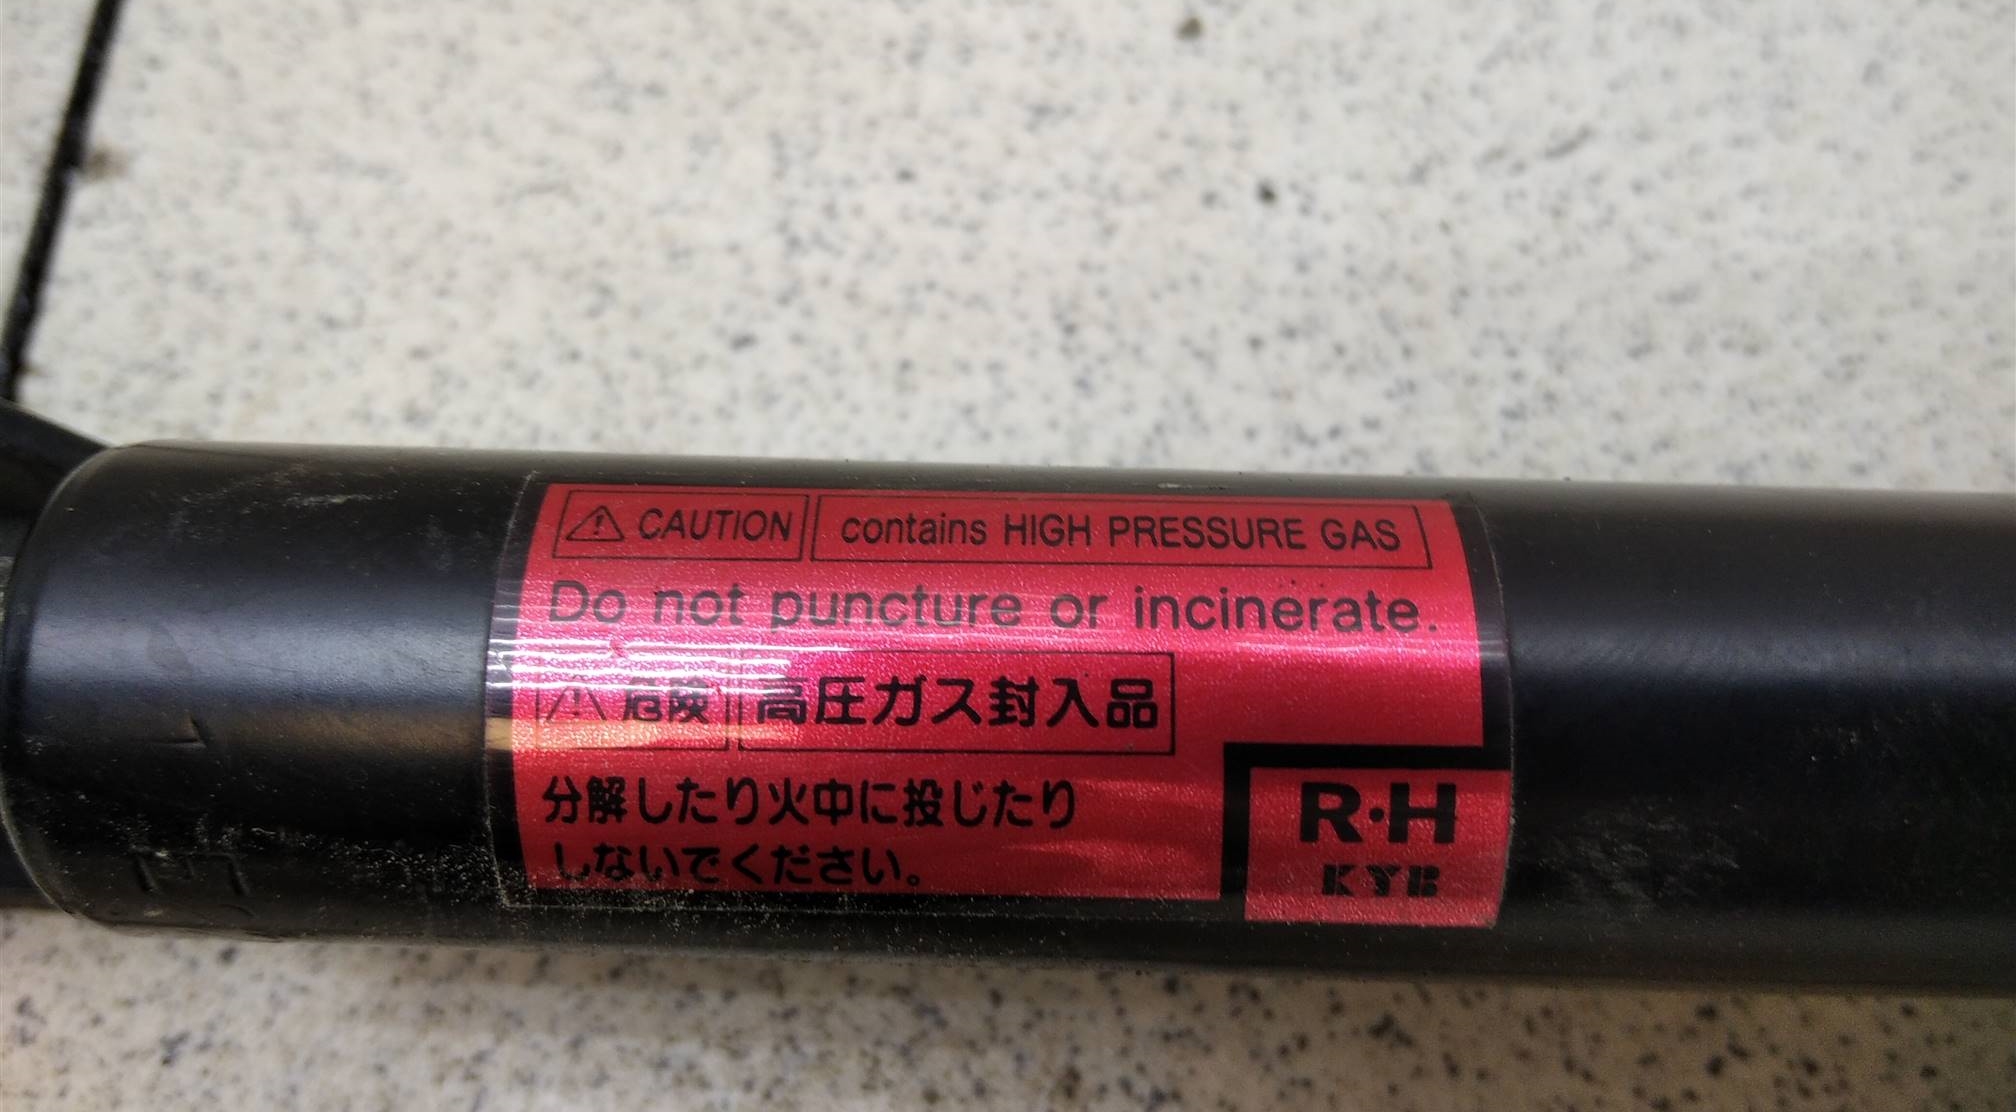 ⚠ CAUTION contains HIGH PRESSURE GAS
Do not puncture or incinerate.
⚠ 危険 高圧ガス封入品
分解したり火中に投じたり
しないでください。
R·H
KYB